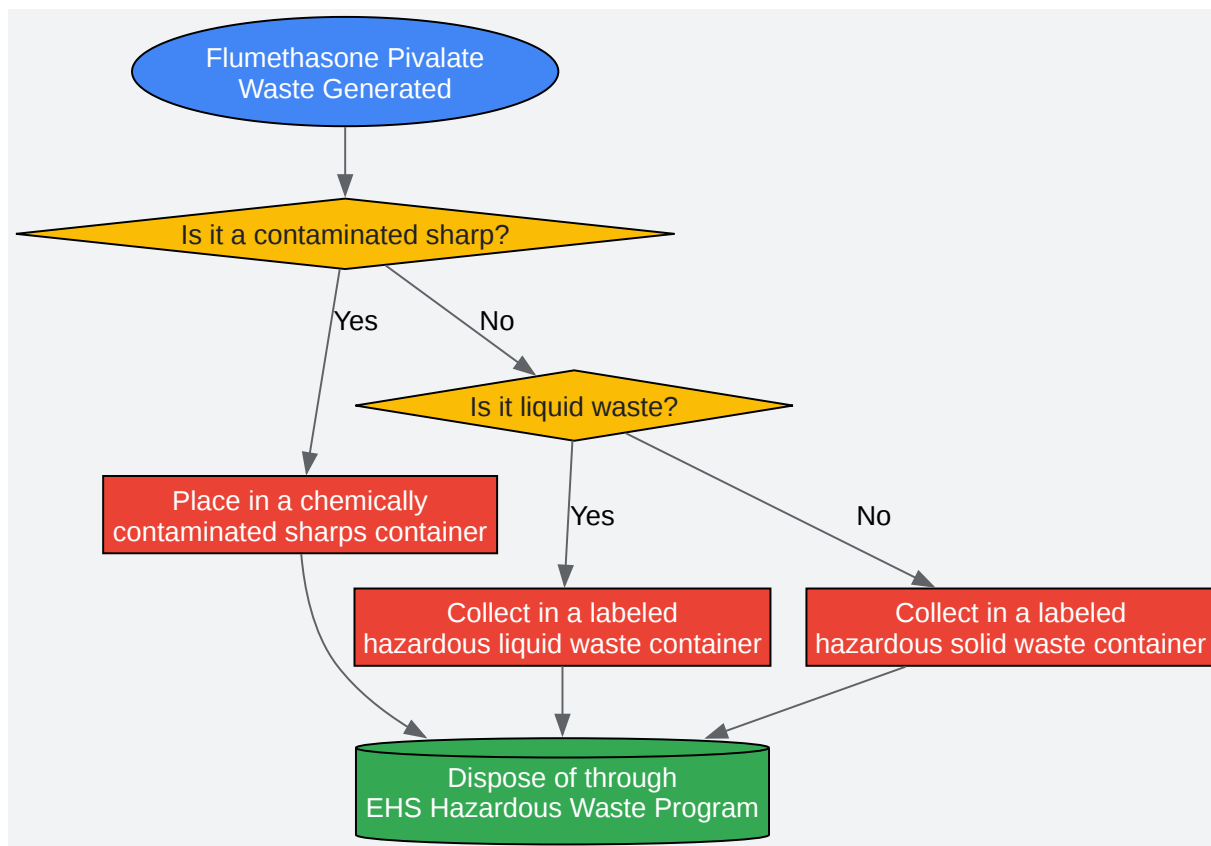 Flumethasone Pivalate
Waste Generated
Is it a contaminated sharp?
Yes
No
Is it liquid waste?
Place in a chemically
contaminated sharps container
Yes
No
Collect in a labeled
hazardous liquid waste container
Collect in a labeled
hazardous solid waste container
Dispose of through
EHS Hazardous Waste Program